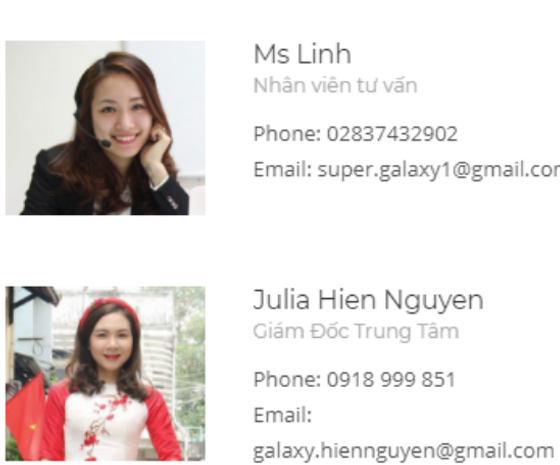 Ms Linh
Nhân viên tư vấn
Phone: 02837432902
Email: super.galaxy1@gmail.com
Julia Hien Nguyen
Giám Đốc Trung Tâm
Phone: 0918 999 851
Email:
galaxy.hiennguyen@gmail.com